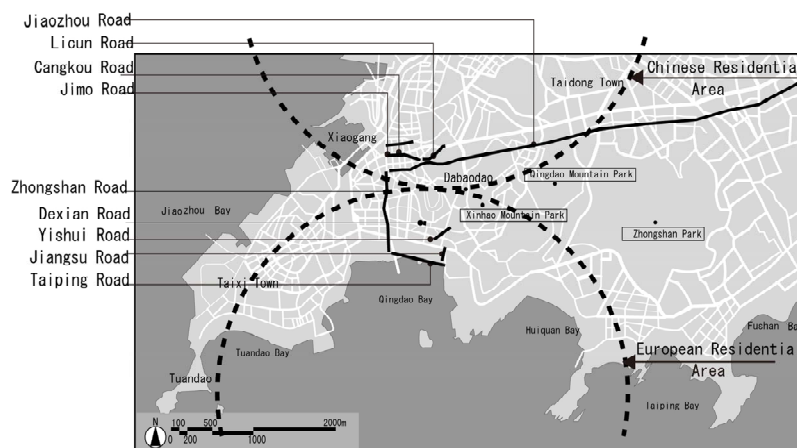 Jiaozhou Road
Licun Road
Cangkou Road
Jimo Road
Zhongshan Road
Dexian Road
Yishui Road
Jiangsu Road
Taiping Road
Chinese Residentia
Area
Taidong Town
Xiaogang
Dabaodao
Qingdao Mountain Park
Xinhao Mountain Park
Zhongshan Park
Jiaozhou Bay
Taixi Town
Qingdao Bay
Huiquan Bay
Fushan Ba
Tuandao Bay
European Residentia
Area
Tuandao
Taiping Bay
N
100 500 2000m
0 200 1000